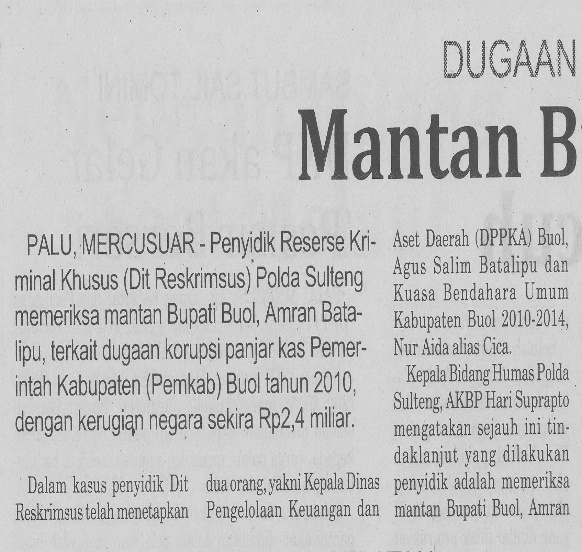 DUGAAN
Mantan B
PALU, MERCUSUAR - Penyidik Reserse Kri-
minal Khusus (Dit Reskrimsus) Polda Sulteng
memeriksa mantan Bupati Buol, Amran Bata-
lipu, terkait dugaan korupsi panjar kas Pemer-
intah Kabupaten (Pemkab) Buol tahun 2010,
dengan kerugian negara sekira Rp2,4 miliar.
Dalam kasus penyidik Dit
Reskrimsus telah menetapkan
dua orang, yakni Kepala Dinas
Pengelolaan Keuangan dan
Aset Daerah (DPPKA) Buol,
Agus Salim Batalipu dan
Kuasa Bendahara Umum
Kabupaten Buol 2010-2014,
Nur Aida alias Cica.
Kepala Bidang Humas Polda
Sulteng, AKBP Hari Suprapto
mengatakan sejauh ini tin-
daklanjut yang dilakukan
penyidik adalah memeriksa
mantan Bupati Buol, Amran